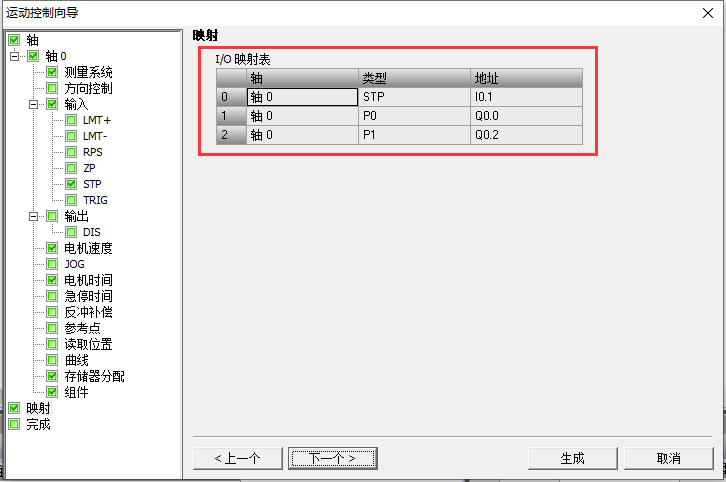 运动控制向导
轴
轴 0
测量系统
方向控制
输入
LMT+
LMT-
RPS
ZP
STP
TRIG
输出
DIS
电机速度
JOG
电机时间
急停时间
反冲补偿
参考点
读取位置
曲线
存储器分配
组件
映射
完成
映射
I/O 映射表
轴 类型 地址
0 轴 0 STP I0.1
1 轴 0 P0 Q0.0
2 轴 0 P1 Q0.2
< 上一个 下一个 > 生成 取消